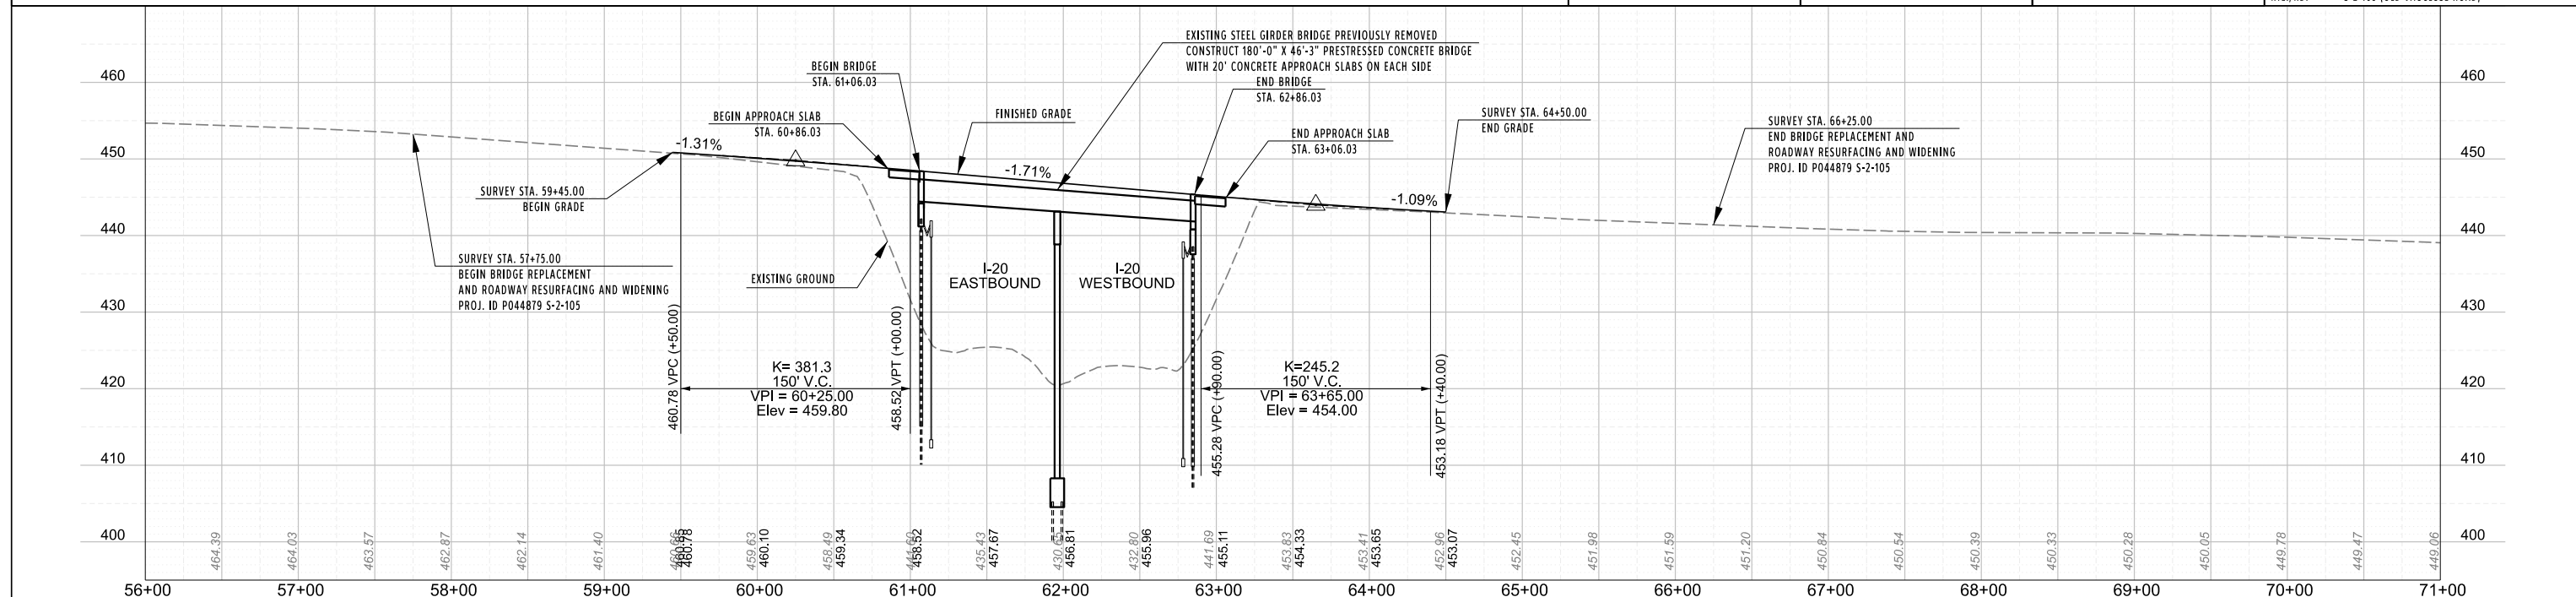 EXISTING STEEL GIRDER BRIDGE PREVIOUSLY REMOVED
CONSTRUCT 180'-0" X 46'-3" PRESTRESSED CONCRETE BRIDGE
WITH 20' CONCRETE APPROACH SLABS ON EACH SIDE
BEGIN BRIDGE
STA. 61+06.03
END BRIDGE
STA. 62+86.03
460
460
BEGIN APPROACH SLAB
STA. 60+86.03
FINISHED GRADE
SURVEY STA. 64+50.00
END GRADE
END APPROACH SLAB
STA. 63+06.03
SURVEY STA. 66+25.00
END BRIDGE REPLACEMENT AND
ROADWAY RESURFACING AND WIDENING
PROJ. ID P044879 S-2-105
450
-1.31%
-1.71%
-1.09%
450
SURVEY STA. 59+45.00
BEGIN GRADE
440
440
SURVEY STA. 57+75.00
BEGIN BRIDGE REPLACEMENT
AND ROADWAY RESURFACING AND WIDENING
PROJ. ID P044879 S-2-105
EXISTING GROUND
I-20
EASTBOUND
I-20
WESTBOUND
430
430
460.78 VPC (+50.00)
K= 381.3
150' V.C.
VPI = 60+25.00
Elev = 459.80
458.52 VPT (+00.00)
455.28 VPC (+90.00)
K=245.2
150' V.C.
VPI = 63+65.00
Elev = 454.00
453.18 VPT (+40.00)
420
420
410
410
400
400
464.39
464.03
463.57
462.87
462.14
461.40
460.78
459.63
460.10
458.49
459.34
458.52
435.43
457.67
456.81
432.80
455.96
441.69
455.11
453.83
454.33
453.41
453.65
452.96
453.07
452.45
451.98
451.59
451.20
450.84
450.54
450.39
450.33
450.28
450.05
449.78
449.47
449.06
56+00
57+00
58+00
59+00
60+00
61+00
62+00
63+00
64+00
65+00
66+00
67+00
68+00
69+00
70+00
71+00